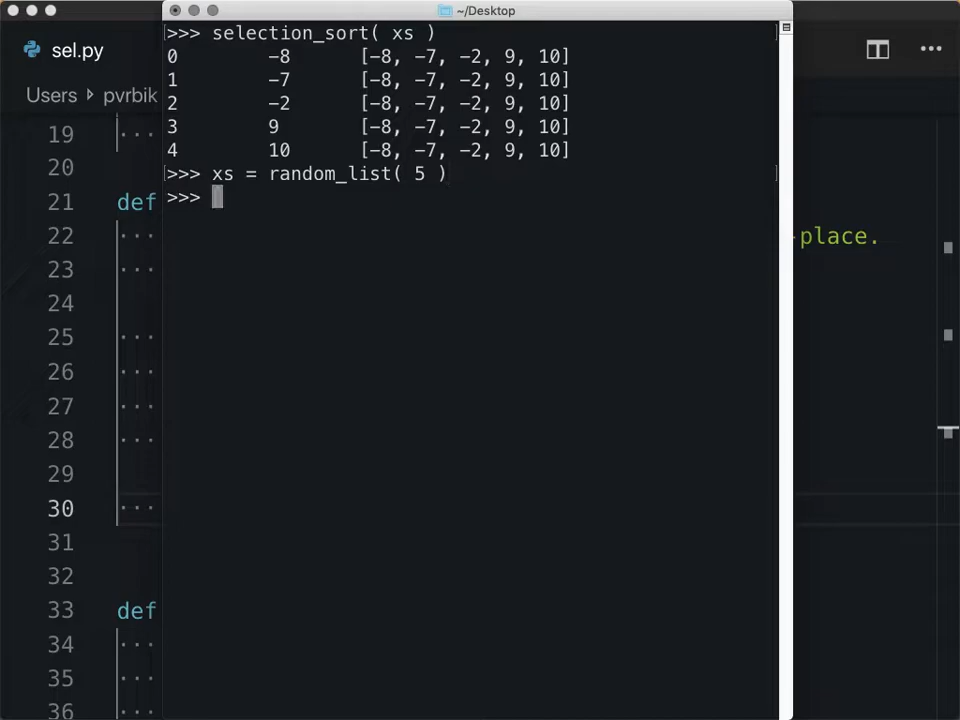 ~/Desktop
sel.py
Users pvrbik
>>> selection_sort( xs )
0 -8 [-8, -7, -2, 9, 10]
1 -7 [-8, -7, -2, 9, 10]
2 -2 [-8, -7, -2, 9, 10]
3 9 [-8, -7, -2, 9, 10]
4 10 [-8, -7, -2, 9, 10]
>>> xs = random_list( 5 )
>>>
19
20
21 def
22 place.
23
24
25
26
27
28
29
30
31
32
33 def
34
35
36